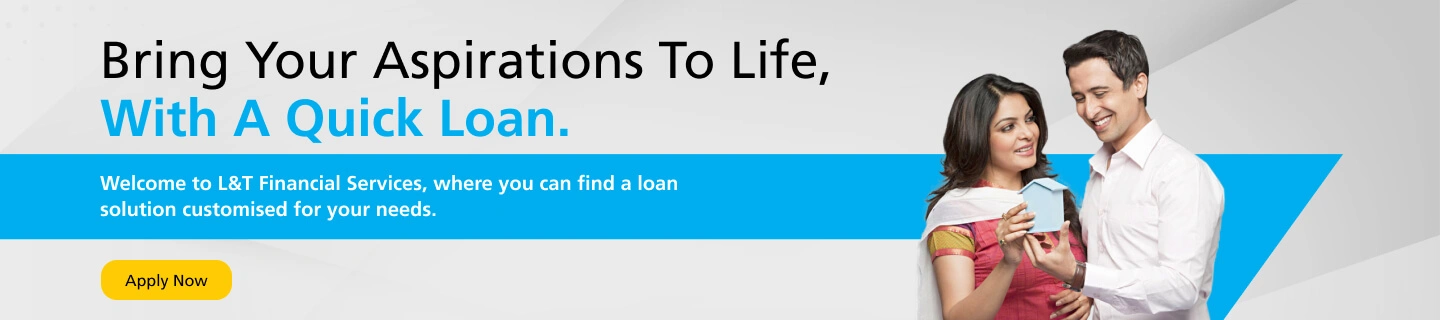 Bring Your Aspirations To Life,
With A Quick Loan.
Welcome to L&T Financial Services, where you can find a loan
solution customised for your needs.
Apply Now